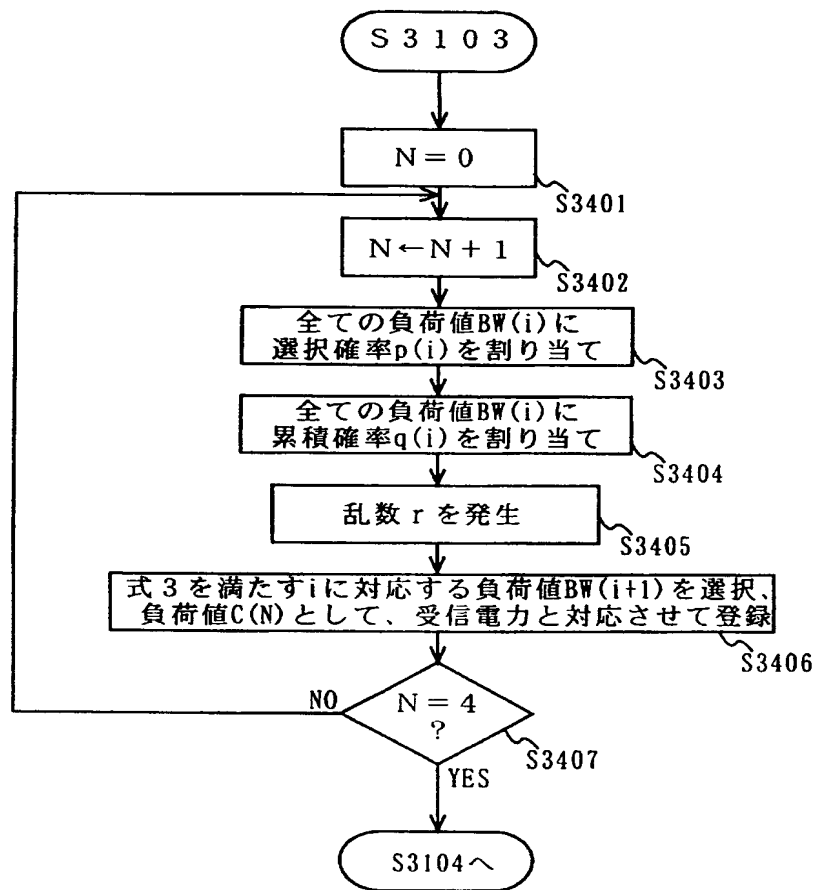 S3103
N=0
S3401
N←N+1
S3402
全ての負荷値BW(i)に
選択確率p(i)を割り当て
S3403
全ての負荷値BW(i)に
累積確率q(i)を割り当て
S3404
乱数rを発生
S3405
式3を満たすiに対応する負荷値BW(i+1)を選択、
負荷値C(N)として、受信電力と対応させて登録
S3406
NO
N=4
?
S3407
YES
S3104へ